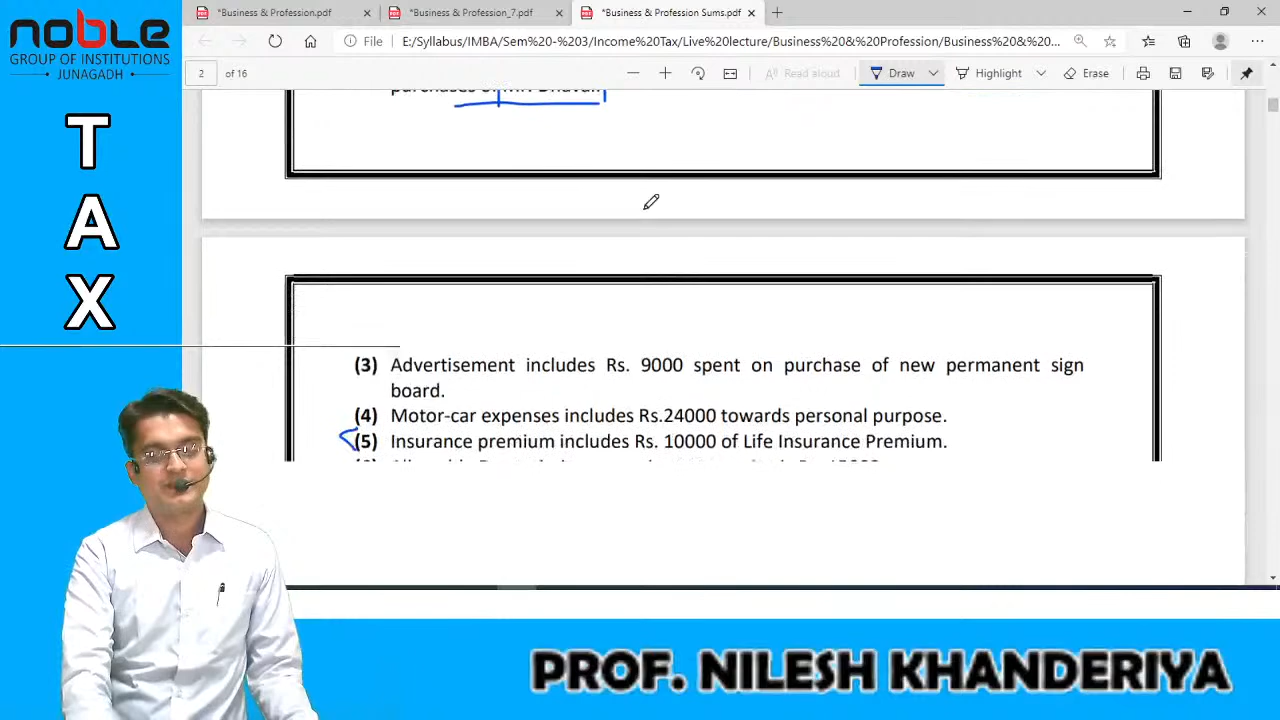 noble
GROUP OF INSTITUTIONS
JUNAGADH
TAX
*Business & Profession.pdf
*Business & Profession_7.pdf
*Business & Profession Sums.pdf
File
E:/Syllabus/IMBA/Sem%20-%203/Income%20Tax/Live%20lecture/Business%20&%20Profession/Business%20&%20...
2 of 16
Read aloud
Draw
Highlight
Erase
(3) Advertisement includes Rs. 9000 spent on purchase of new permanent sign
board.
(4) Motor-car expenses includes Rs.24000 towards personal purpose.
(5) Insurance premium includes Rs. 10000 of Life Insurance Premium.
PROF. NILESH KHANDERIYA